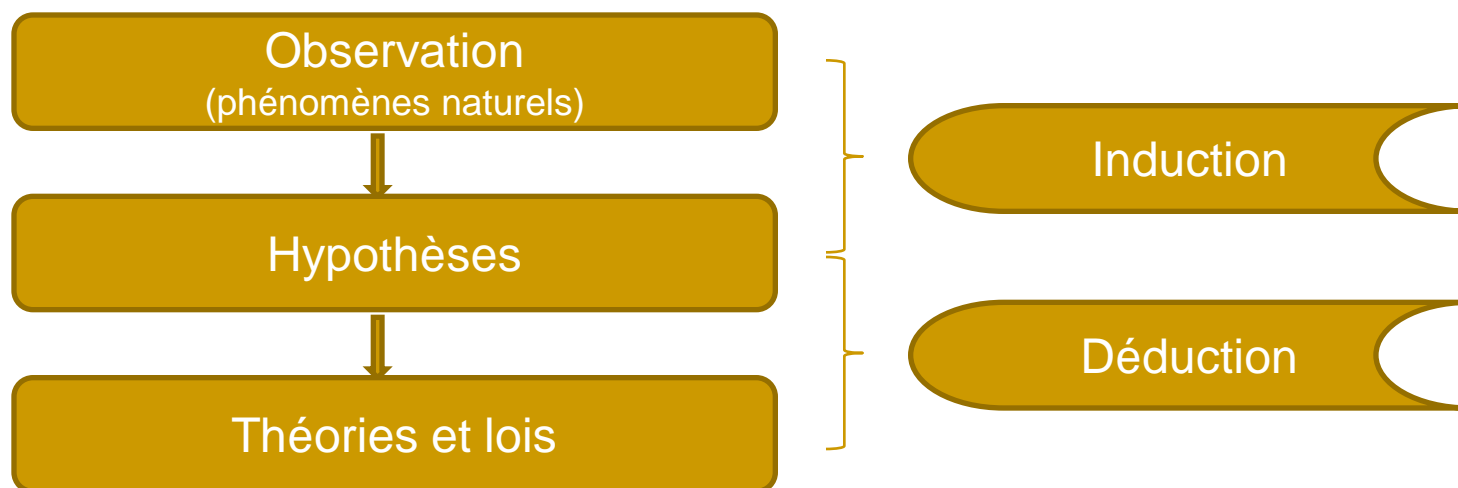 Observation
(phénomènes naturels)
Hypothèses
Théories et lois
Induction
Déduction